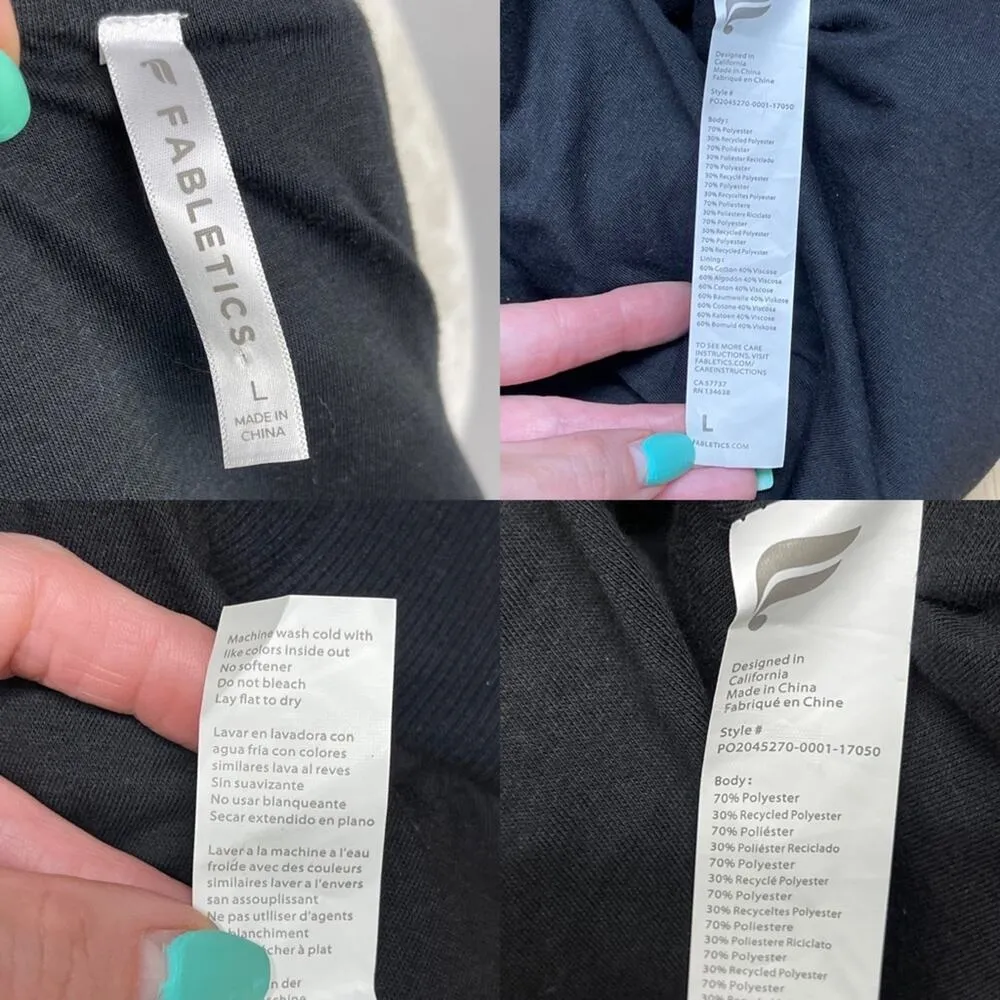 FABLETICS
L
MADE IN
CHINA
Designed in
California
Made in China
Fabriqué en Chine
Style #
PO2045270-0001-17050
Body:
70% Polyester
30% Recycled Polyester
70% Poliéster
30% Poliéster Reciclado
70% Polyester
30% Recyclé Polyester
70% Polyester
30% Recyceltes Polyester
70% Poliestere
30% Poliestere Riciclato
70% Polyester
30% Recycled Polyester
70% Polyester
30% Recycled Polyester
Lining:
60% Cotton 40% Viscose
60% Algodón 40% Viscosa
60% Coton 40% Viscose
60% Baumwolle 40% Viskose
60% Cotone 40% Viscosa
60% Katoen 40% Viscose
60% Bomuld 40% Viskose
TO SEE MORE CARE
INSTRUCTIONS, VISIT
FABLETICS.COM/
CAREINSTRUCTIONS
CA 57737
RN 134638
L
FABLETICS.COM
Machine wash cold with
like colors inside out
No softener
Do not bleach
Lay flat to dry
Lavar en lavadora con
agua fria con colores
similares lava al reves
Sin suavizante
No usar blanqueante
Secar extendido en plano
Laver a la machine a l'eau
froide avec des couleurs
similaires laver a l'envers
san assouplissant
Ne pas utlliser d'agents
blanchiment
cher à plat
n der
schine
Designed in
California
Made in China
Fabriqué en Chine
Style #
PO2045270-0001-17050
Body:
70% Polyester
30% Recycled Polyester
70% Poliéster
30% Poliéster Reciclado
70% Polyester
30% Recyclé Polyester
70% Polyester
30% Recyceltes Polyester
70% Poliestere
30% Poliestere Riciclato
70% Polyester
30% Recycled Polyester
70% Polyester